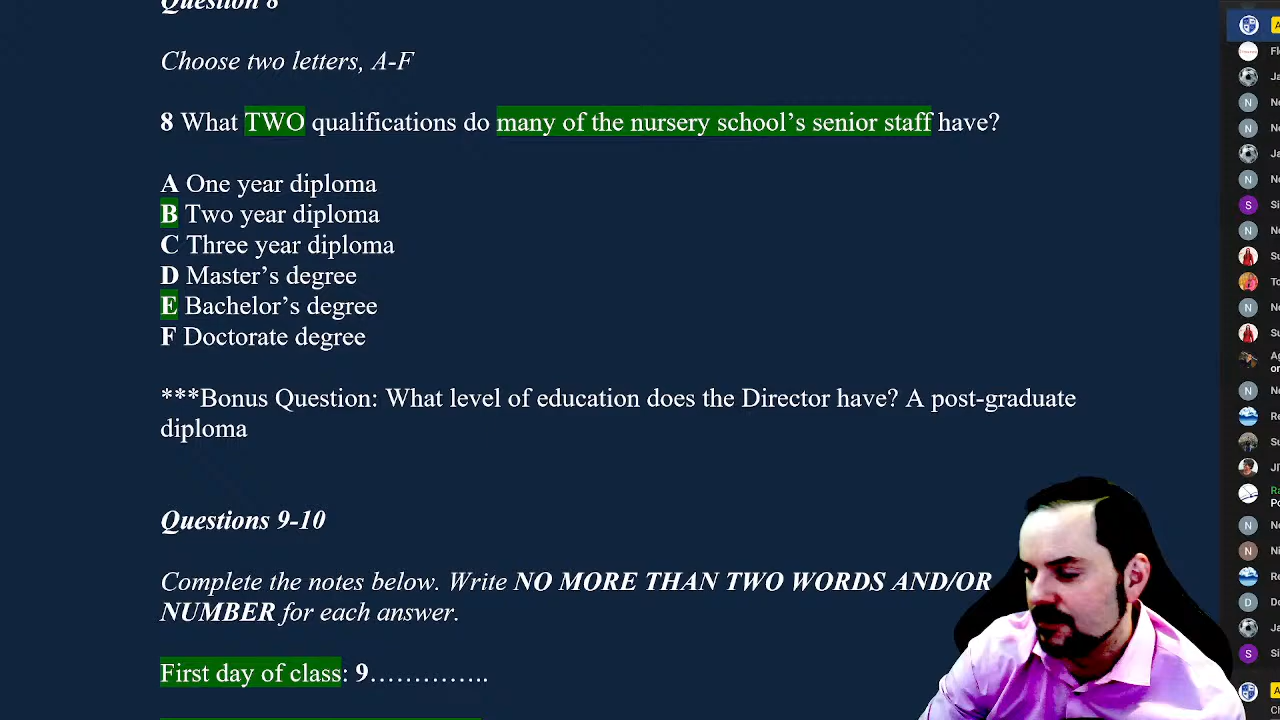 Question 8
Choose two letters, A-F
8 What TWO qualifications do many of the nursery school's senior staff have?
A One year diploma
B Two year diploma
C Three year diploma
D Master's degree
E Bachelor's degree
F Doctorate degree
***Bonus Question: What level of education does the Director have? A post-graduate
diploma
Questions 9-10
Complete the notes below. Write NO MORE THAN TWO WORDS AND/OR
NUMBER for each answer.
First day of class: 9…………..